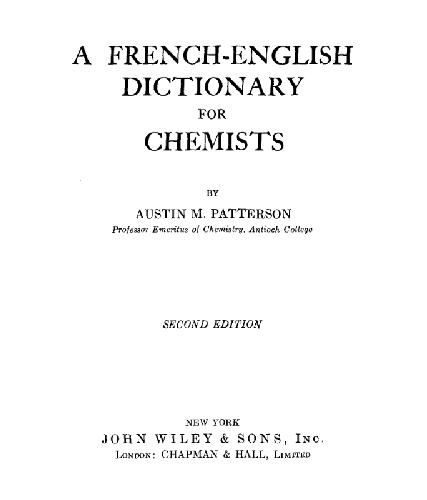 A FRENCH-ENGLISH
DICTIONARY
FOR
CHEMISTS
BY
AUSTIN M. PATTERSON
Professor Emeritus of Chemistry, Antioch College
SECOND EDITION
NEW YORK
JOHN WILEY & SONS, INC.
LONDON: CHAPMAN & HALL, LIMITED